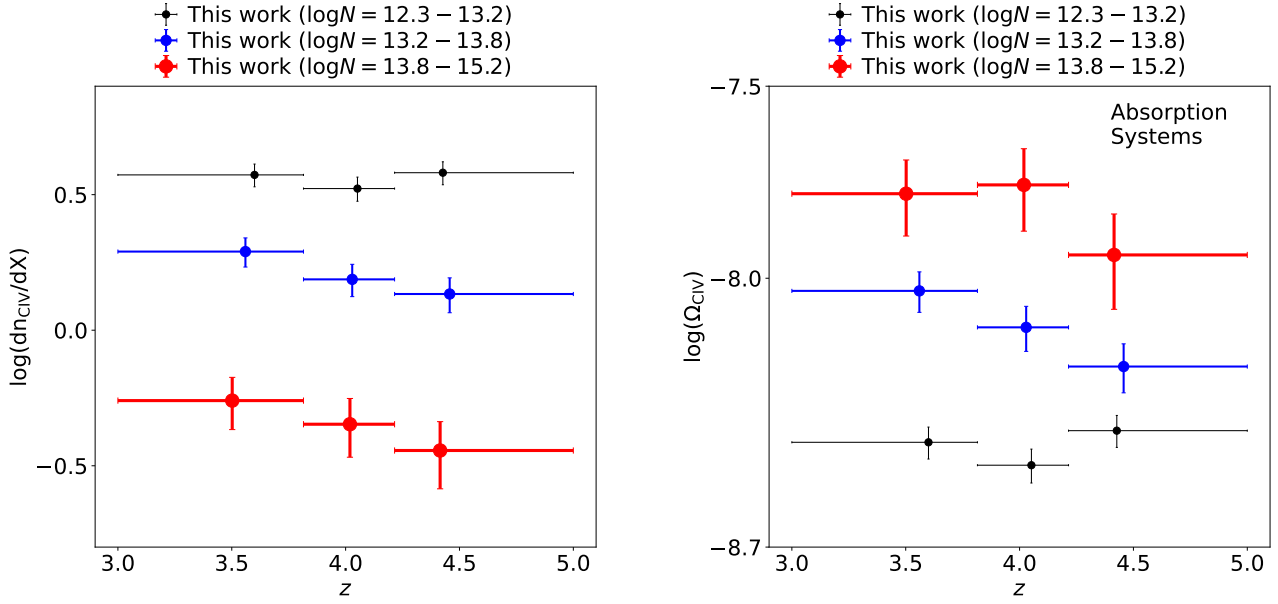 This work (logN = 12.3 − 13.2)
This work (logN = 13.2 − 13.8)
This work (logN = 13.8 − 15.2)
0.5
0.0
−0.5
log(dn_CIV/dX)
3.0 3.5 4.0 4.5 5.0
z
This work (logN = 12.3 − 13.2)
This work (logN = 13.2 − 13.8)
This work (logN = 13.8 − 15.2)
Absorption
Systems
−7.5
−8.0
−8.7
log(Ω_CIV)
3.0 3.5 4.0 4.5 5.0
z